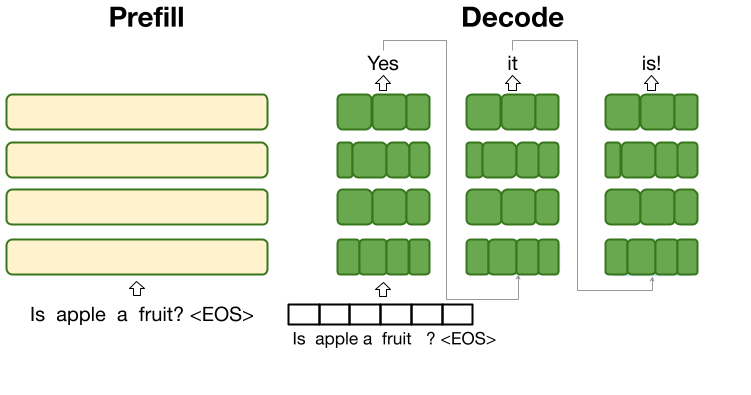 Prefill
Decode
Yes
it
is!
Is apple a fruit? <EOS>
Is apple a fruit ? <EOS>